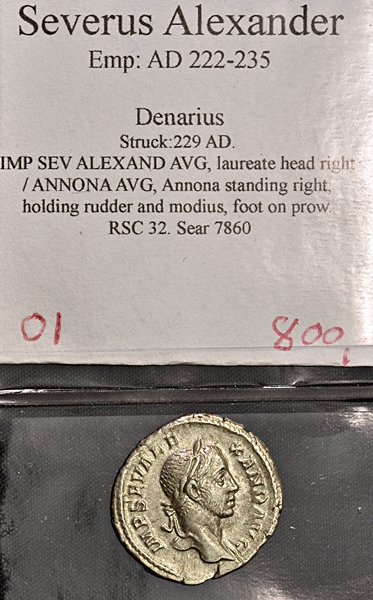 Severus Alexander
Emp: AD 222-235
Denarius
Struck:229 AD.
IMP SEV ALEXAND AVG, laureate head right
/ ANNONA AVG, Annona standing right,
holding rudder and modius, foot on prow.
RSC 32. Sear 7860
01 800,
IMP SEV ALEXAND AVG